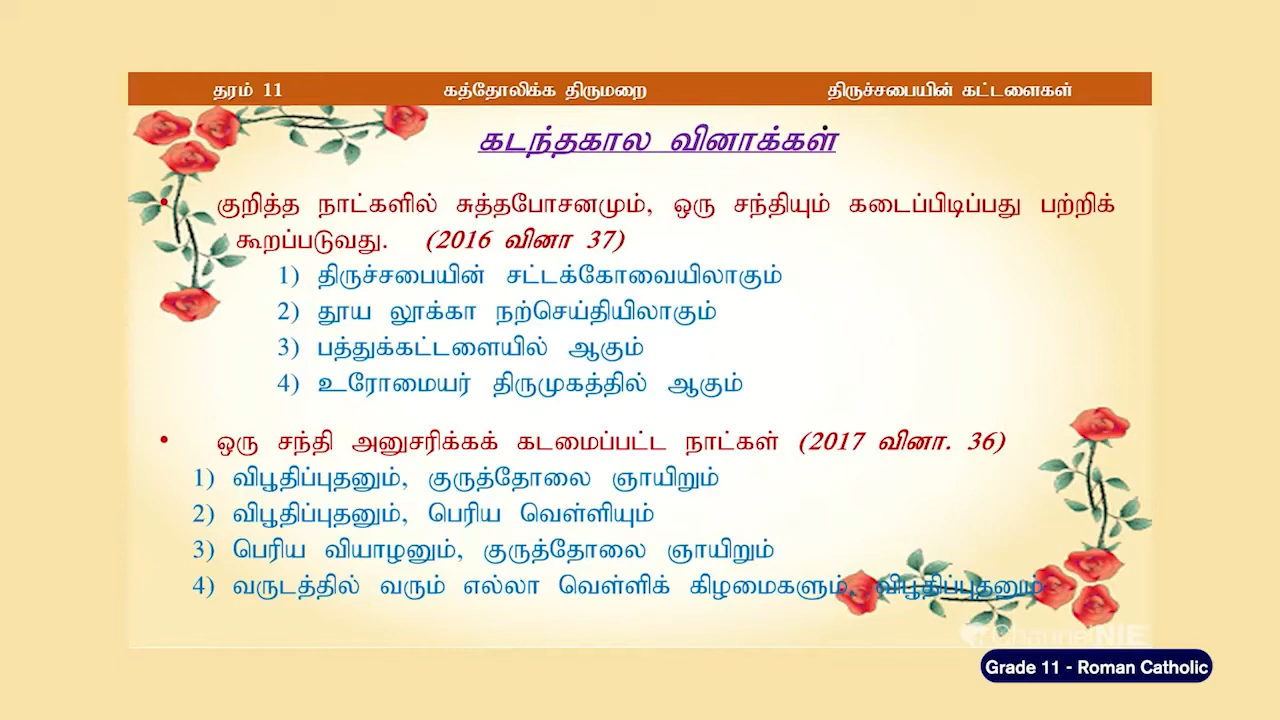 தரம் 11 கத்தோலிக்க திருமறை திருச்சபையின் கட்டளைகள்
கடந்தகால வினாக்கள்
• குறித்த நாட்களில் சுத்தபோசனமும், ஒரு சந்தியும் கடைப்பிடிப்பது பற்றிக்
கூறப்படுவது. (2016 வினா 37)
1) திருச்சபையின் சட்டக்கோவையிலாகும்
2) தூய லூக்கா நற்செய்தியிலாகும்
3) பத்துக்கட்டளையில் ஆகும்
4) உரோமையர் திருமுகத்தில் ஆகும்
• ஒரு சந்தி அனுசரிக்கக் கடமைப்பட்ட நாட்கள் (2017 வினா. 36)
1) விபூதிப்புதனும், குருத்தோலை ஞாயிறும்
2) விபூதிப்புதனும், பெரிய வெள்ளியும்
3) பெரிய வியாழனும், குருத்தோலை ஞாயிறும்
4) வருடத்தில் வரும் எல்லா வெள்ளிக் கிழமைகளும், விபூதிப்புதனும்
Channel NIE
Grade 11 - Roman Catholic